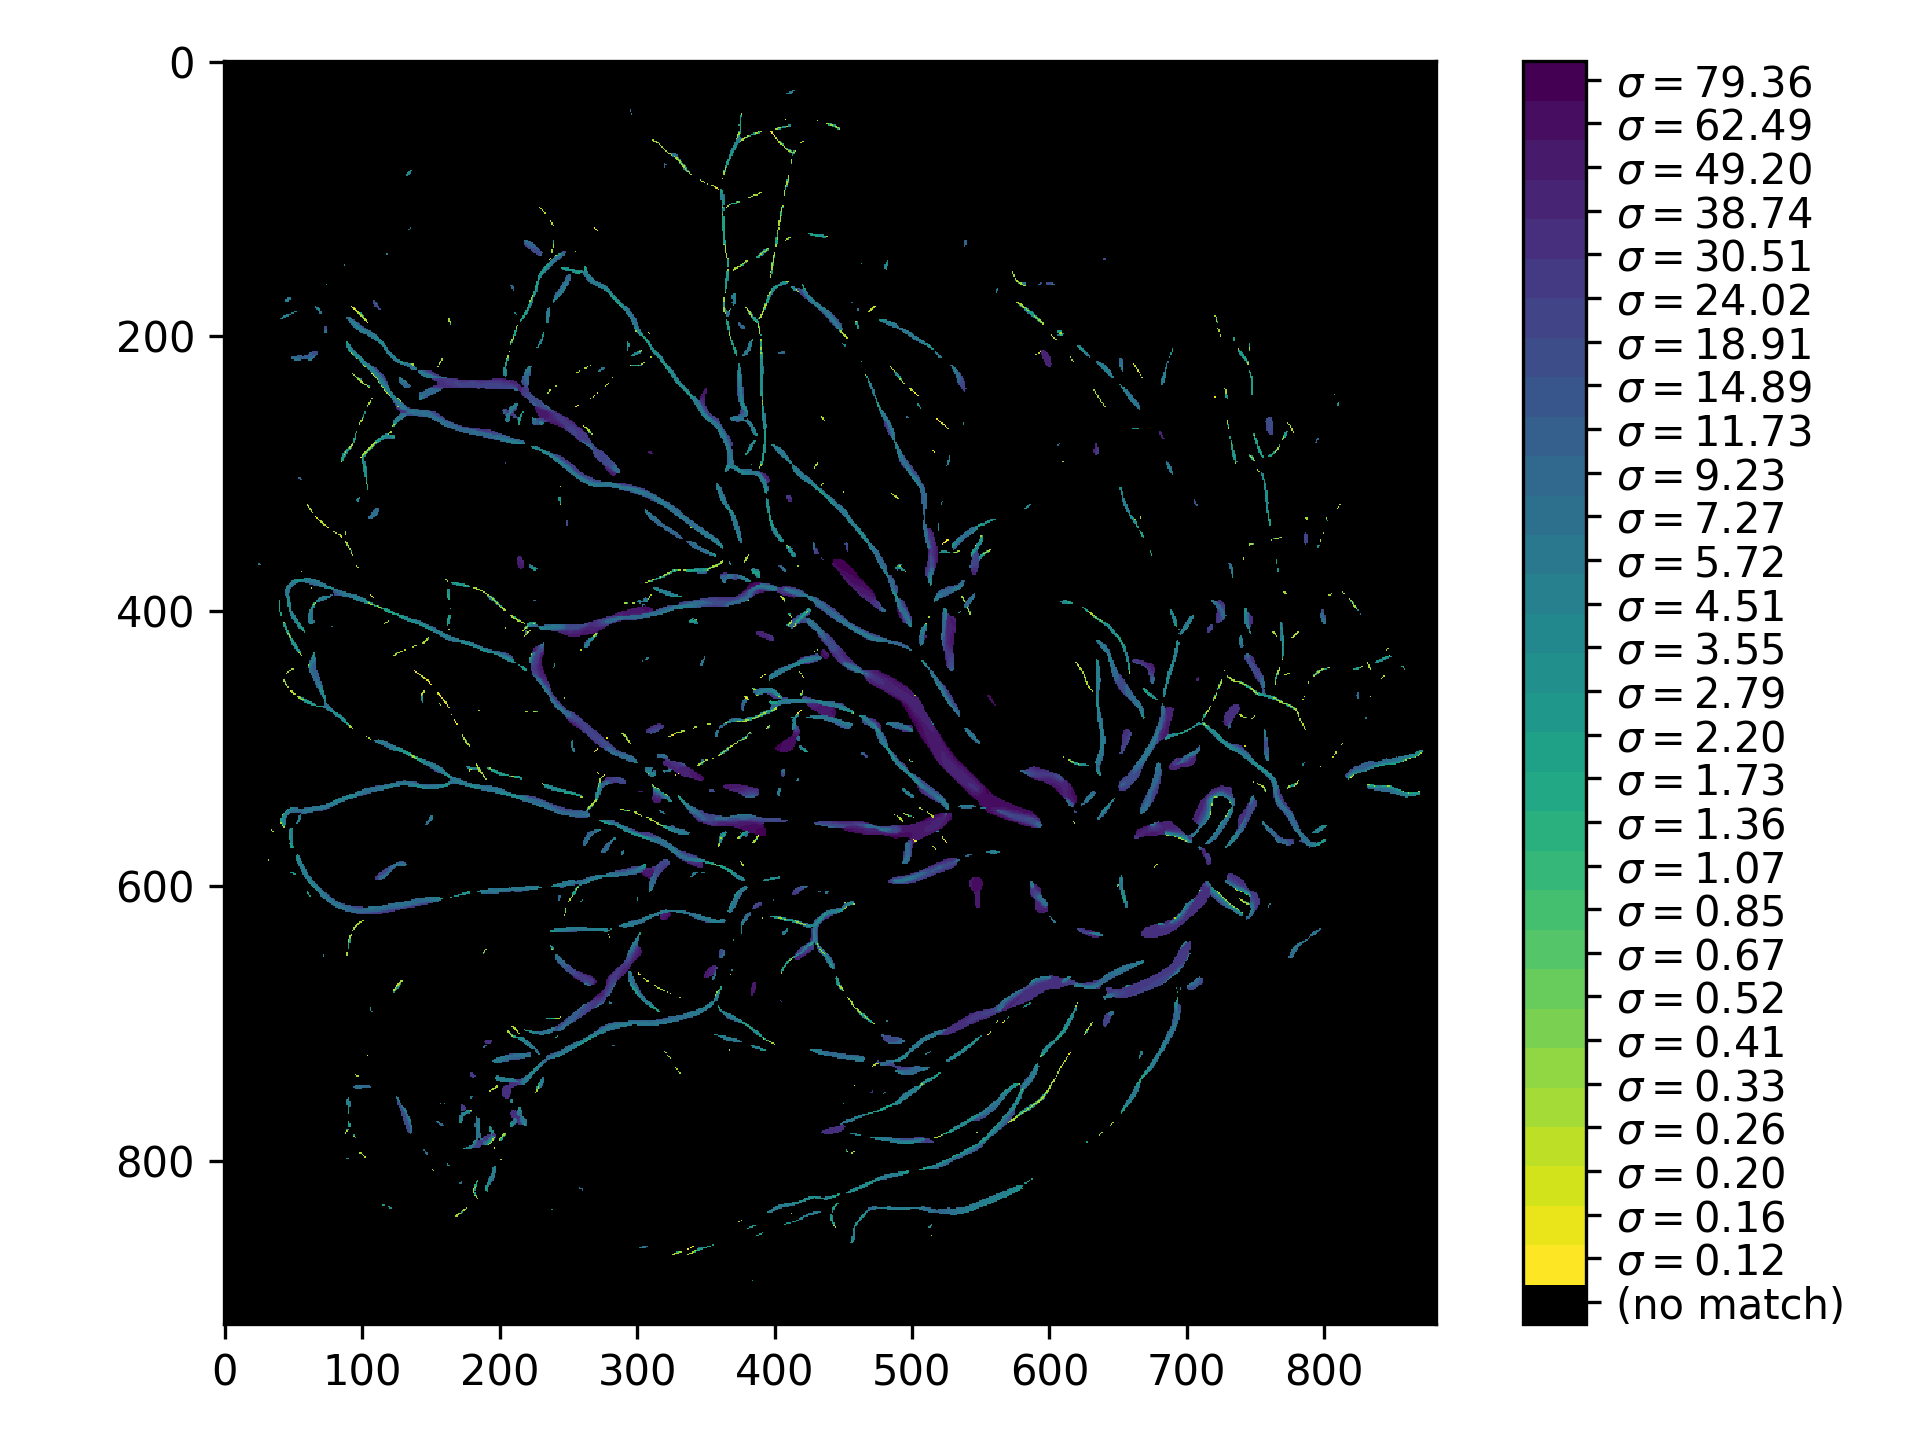 0
200
400
600
800
0 100 200 300 400 500 600 700 800
σ = 79.36
σ = 62.49
σ = 49.20
σ = 38.74
σ = 30.51
σ = 24.02
σ = 18.91
σ = 14.89
σ = 11.73
σ = 9.23
σ = 7.27
σ = 5.72
σ = 4.51
σ = 3.55
σ = 2.79
σ = 2.20
σ = 1.73
σ = 1.36
σ = 1.07
σ = 0.85
σ = 0.67
σ = 0.52
σ = 0.41
σ = 0.33
σ = 0.26
σ = 0.20
σ = 0.16
σ = 0.12
(no match)